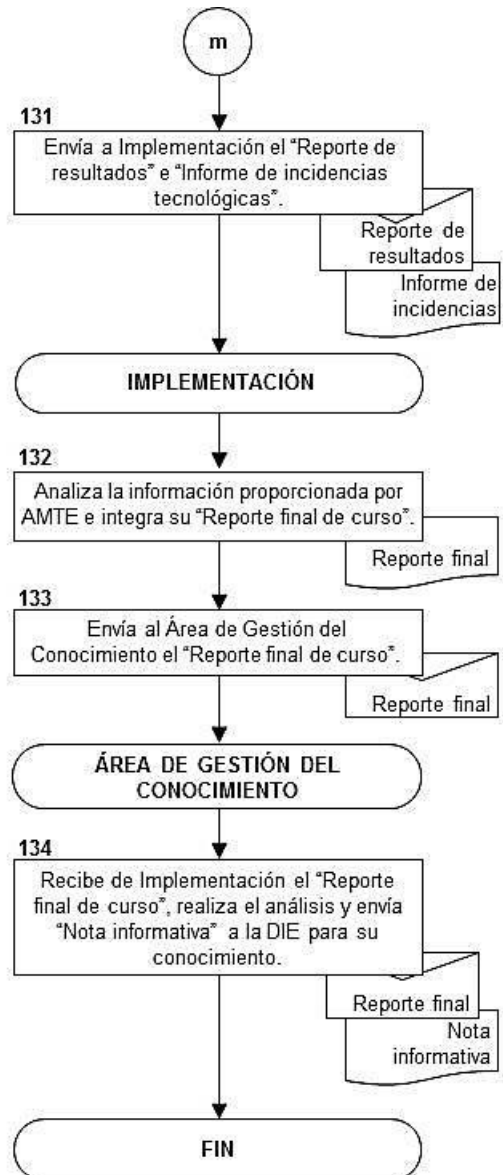 m
131
Envía a Implementación el “Reporte de
resultados” e “Informe de incidencias
tecnológicas”.
Reporte de
resultados
Informe de
incidencias
IMPLEMENTACIÓN
132
Analiza la información proporcionada por
AMTE e integra su “Reporte final de curso”.
Reporte final
133
Envía al Área de Gestión del
Conocimiento el “Reporte final de curso”.
Reporte final
ÁREA DE GESTIÓN DEL
CONOCIMIENTO
134
Recibe de Implementación el “Reporte
final de curso”, realiza el análisis y envía
“Nota informativa” a la DIE para su
conocimiento.
Reporte final
Nota
informativa
FIN